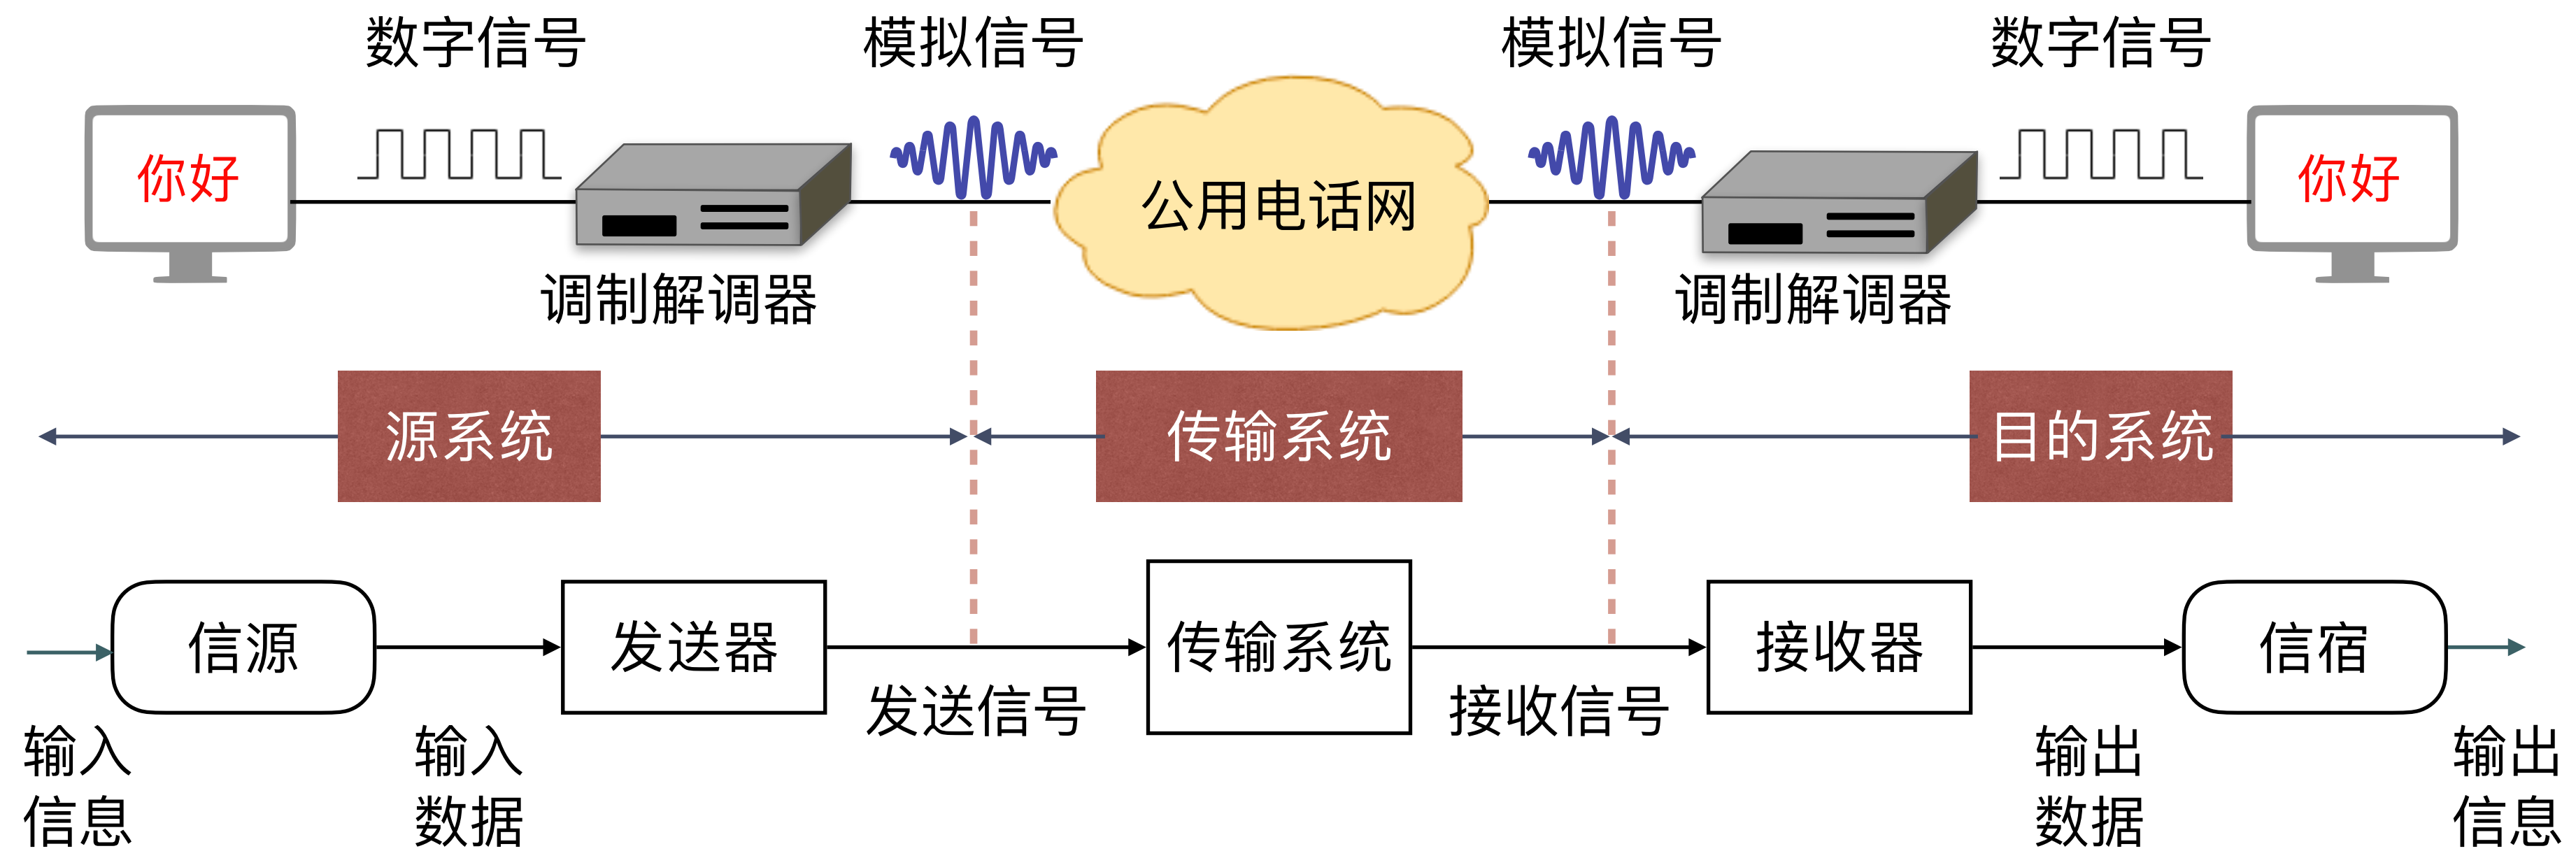 数字信号
模拟信号
模拟信号
数字信号
你好
公用电话网
你好
调制解调器
调制解调器
源系统
传输系统
目的系统
信源
发送器
传输系统
接收器
信宿
发送信号
接收信号
输入
信息
输入
数据
输出
数据
输出
信息